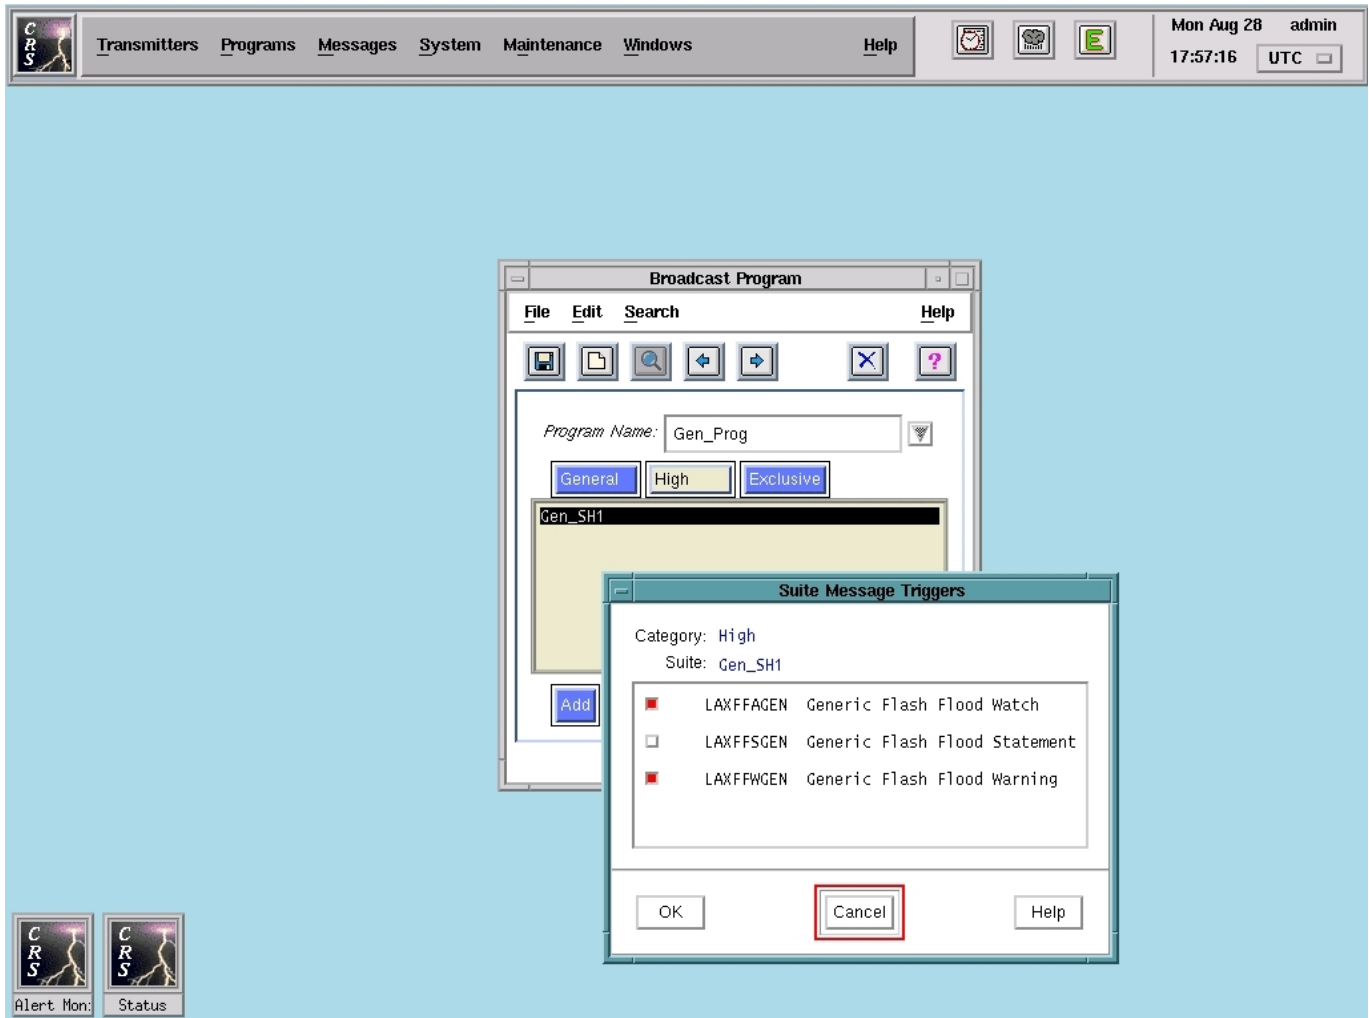 CRS
Transmitters Programs Messages System Maintenance Windows Help
E
Mon Aug 28 admin
17:57:16 UTC
Broadcast Program
File Edit Search Help
?
Program Name: Gen_Prog
General High Exclusive
Gen_SH1
Add
Suite Message Triggers
Category: High
Suite: Gen_SH1
LAXFFAGEN Generic Flash Flood Watch
LAXFFSGEN Generic Flash Flood Statement
LAXFFWGEN Generic Flash Flood Warning
OK Cancel Help
CRS
Alert Mon:
CRS
Status